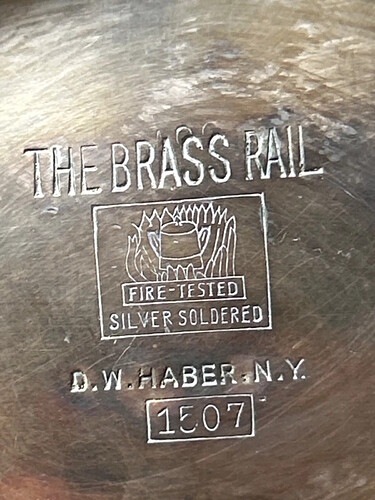 THE BRASS RAIL
FIRE-TESTED
SILVER SOLDERED
D.W. HABER. N.Y.
1507